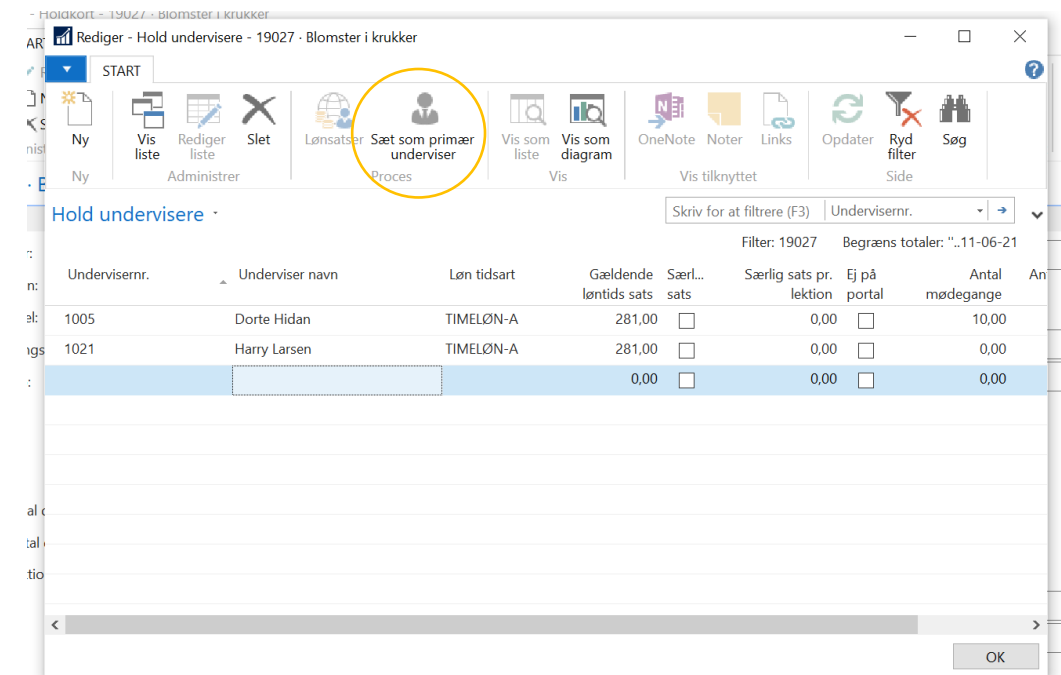 - Holdkort - 19027 · Blomster i krukker
Rediger - Hold undervisere - 19027 · Blomster i krukker
START
Ny
Vis liste
Rediger liste
Slet
Lønsatser
Sæt som primær underviser
Vis som liste
Vis som diagram
OneNote
Noter
Links
Opdater
Ryd filter
Søg
Ny
Administrer
Proces
Vis
Vis tilknyttet
Side
Hold undervisere
Skriv for at filtrere (F3)
Undervisernr.
Filter: 19027
Begræns totaler: ''..11-06-21
Undervisernr.
Underviser navn
Løn tidsart
Gældende løntids sats
Særl... sats
Særlig sats pr. lektion
Ej på portal
Antal mødegange
An
1005 Dorte Hidan TIMELØN-A 281,00 0,00 10,00
1021 Harry Larsen TIMELØN-A 281,00 0,00 0,00
0,00 0,00 0,00
OK